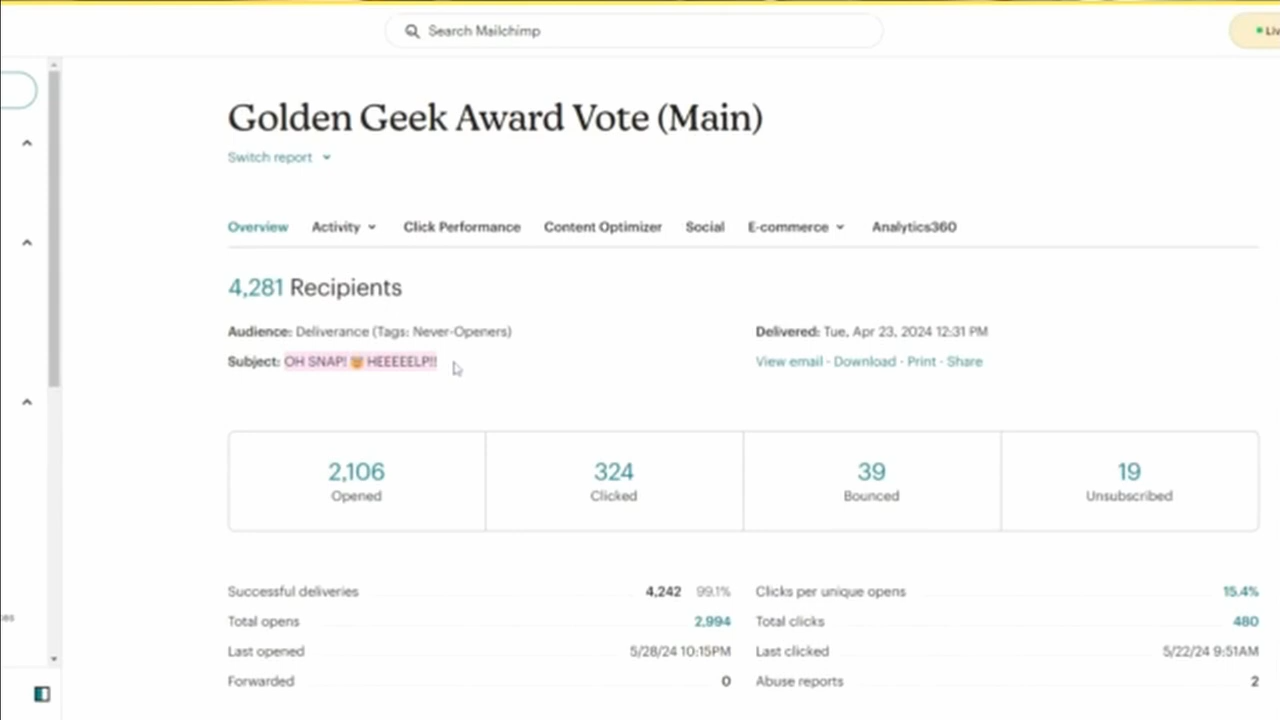 Search Mailchimp
Golden Geek Award Vote (Main)
Switch report
Overview Activity Click Performance Content Optimizer Social E-commerce Analytics360
4,281 Recipients
Audience: Deliverance (Tags: Never-Openers) Delivered: Tue, Apr 23, 2024 12:31 PM
Subject: OH SNAP! 😼 HEEEEELP!! View email · Download · Print · Share
2,106 324 39 19
Opened Clicked Bounced Unsubscribed
Successful deliveries 4,242 99.1% Clicks per unique opens 15.4%
Total opens 2,994 Total clicks 480
Last opened 5/28/24 10:15PM Last clicked 5/22/24 9:51AM
Forwarded 0 Abuse reports 2